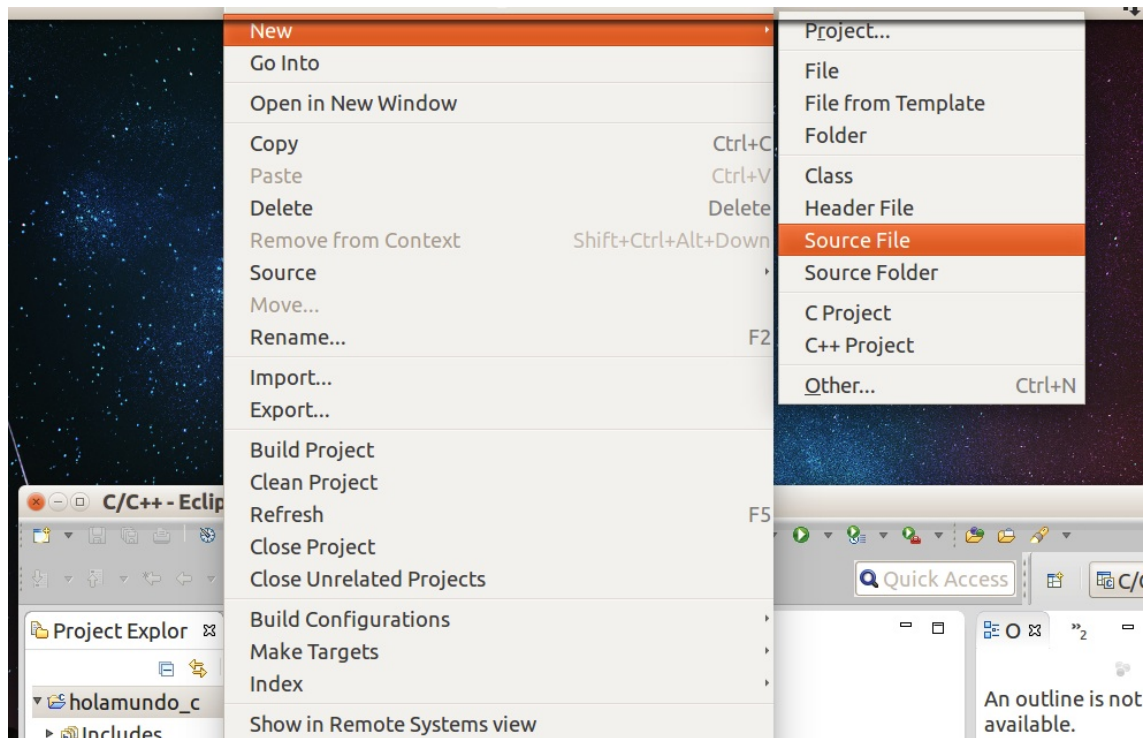 New
Go Into
Open in New Window
Copy Ctrl+C
Paste Ctrl+V
Delete Delete
Remove from Context Shift+Ctrl+Alt+Down
Source
Move...
Rename... F2
Import...
Export...
Build Project
Clean Project
Refresh F5
Close Project
Close Unrelated Projects
Build Configurations
Make Targets
Index
Show in Remote Systems view
Project...
File
File from Template
Folder
Class
Header File
Source File
Source Folder
C Project
C++ Project
Other... Ctrl+N
C/C++ - Eclip
Quick Access
C/C
Project Explor
holamundo_c
Includes
O »2
An outline is not
available.